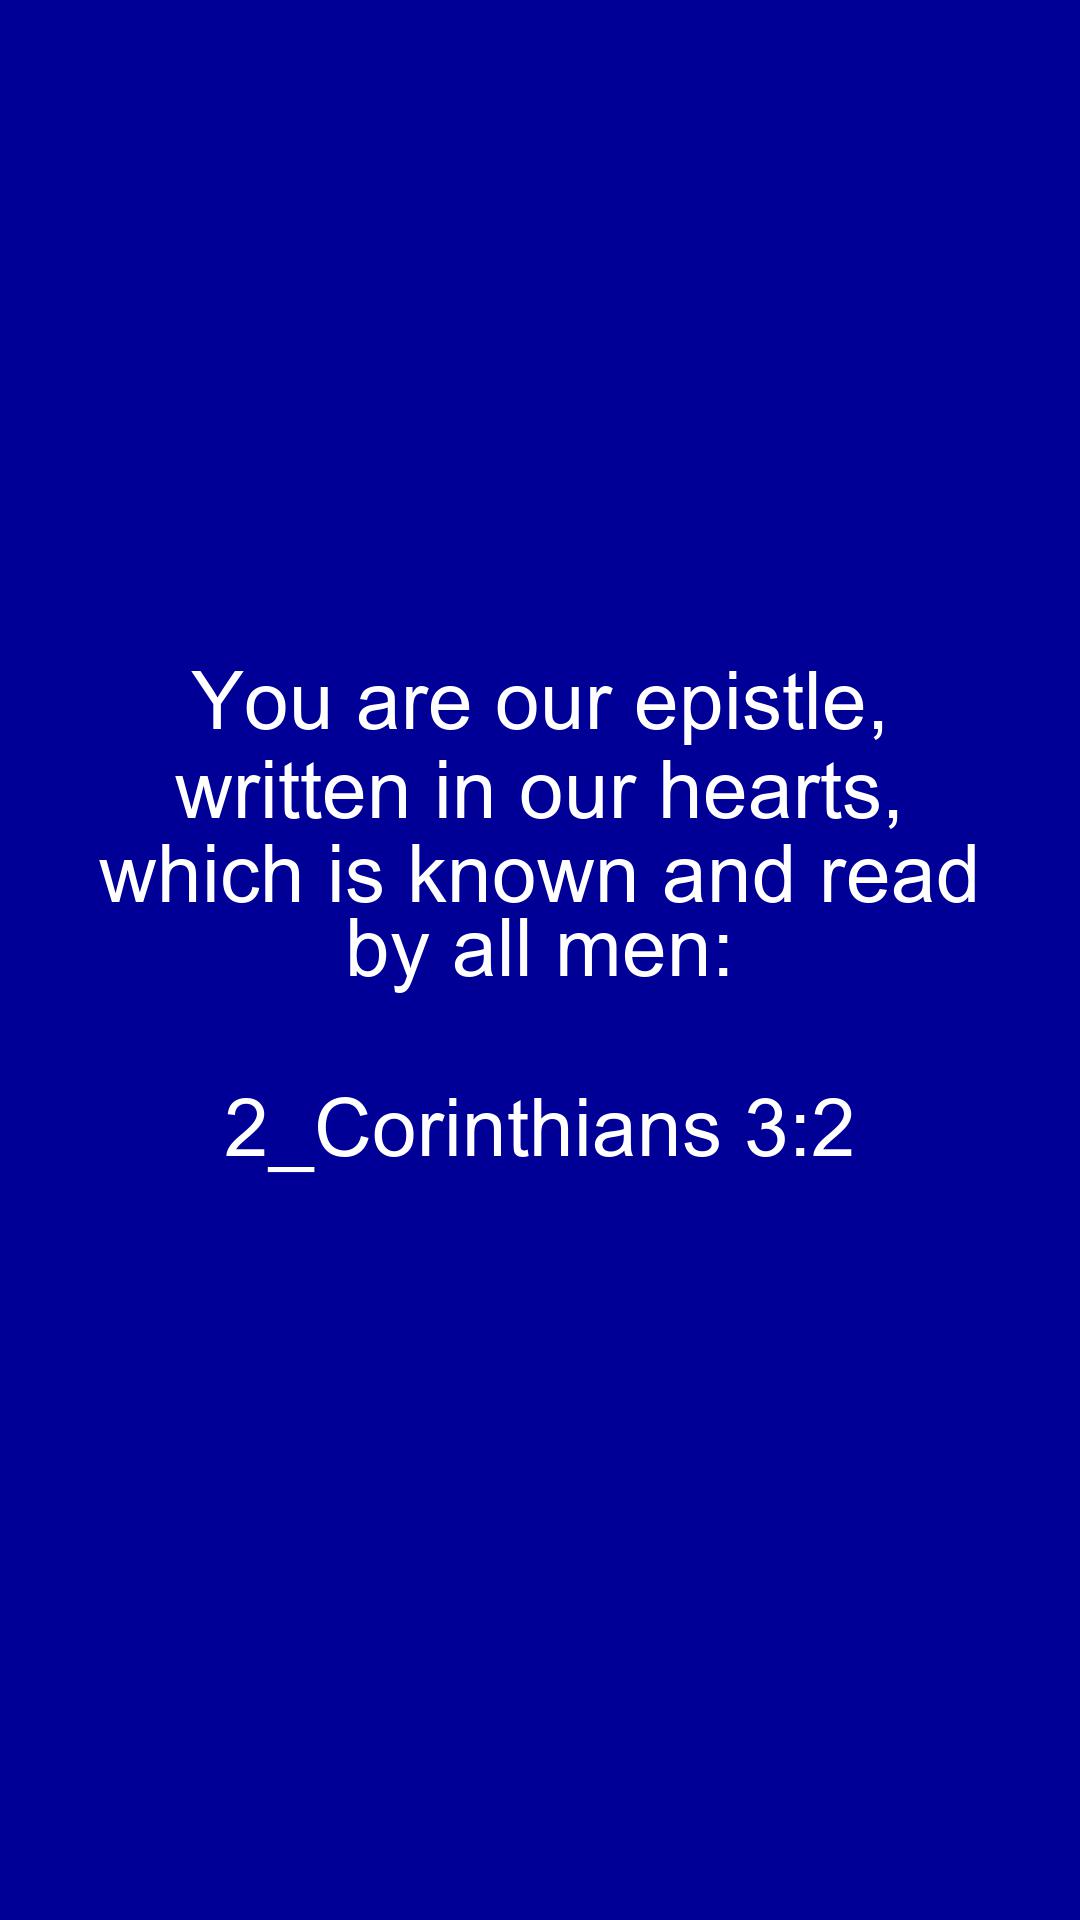 You are our epistle,
written in our hearts,
which is known and read
by all men:
2_Corinthians 3:2